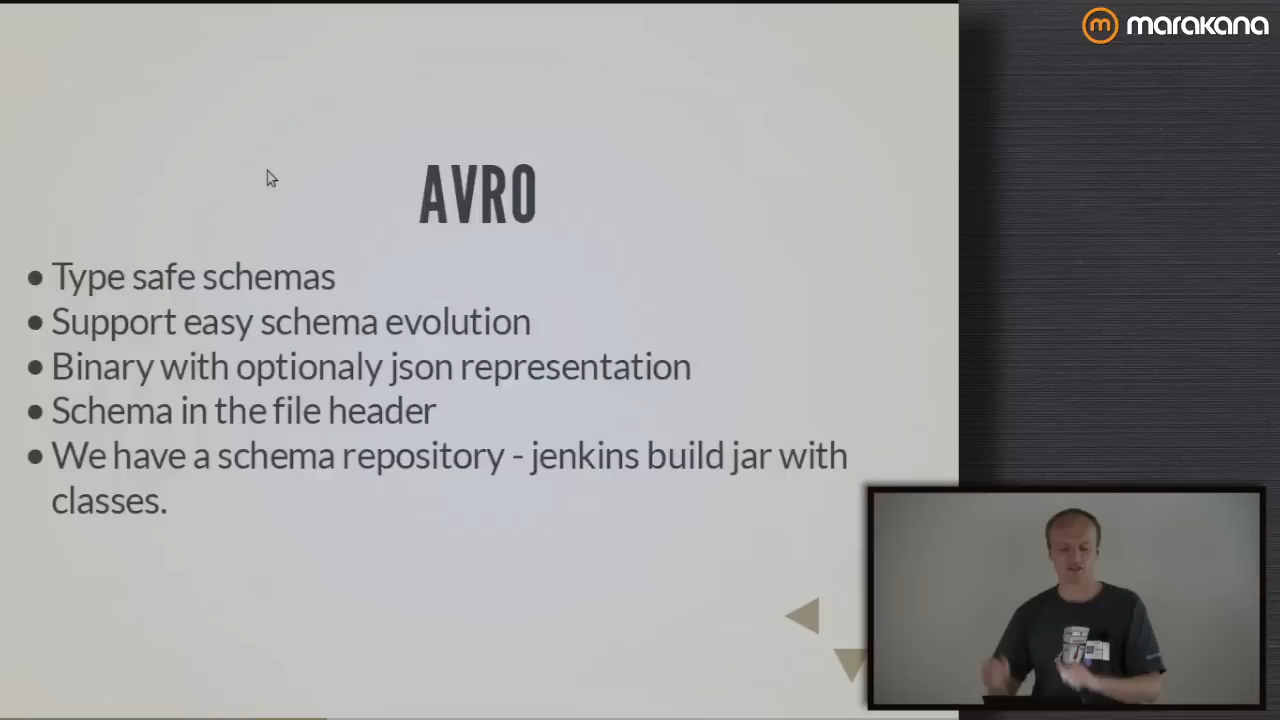 marakana
AVRO
• Type safe schemas
• Support easy schema evolution
• Binary with optionaly json representation
• Schema in the file header
• We have a schema repository - jenkins build jar with
classes.